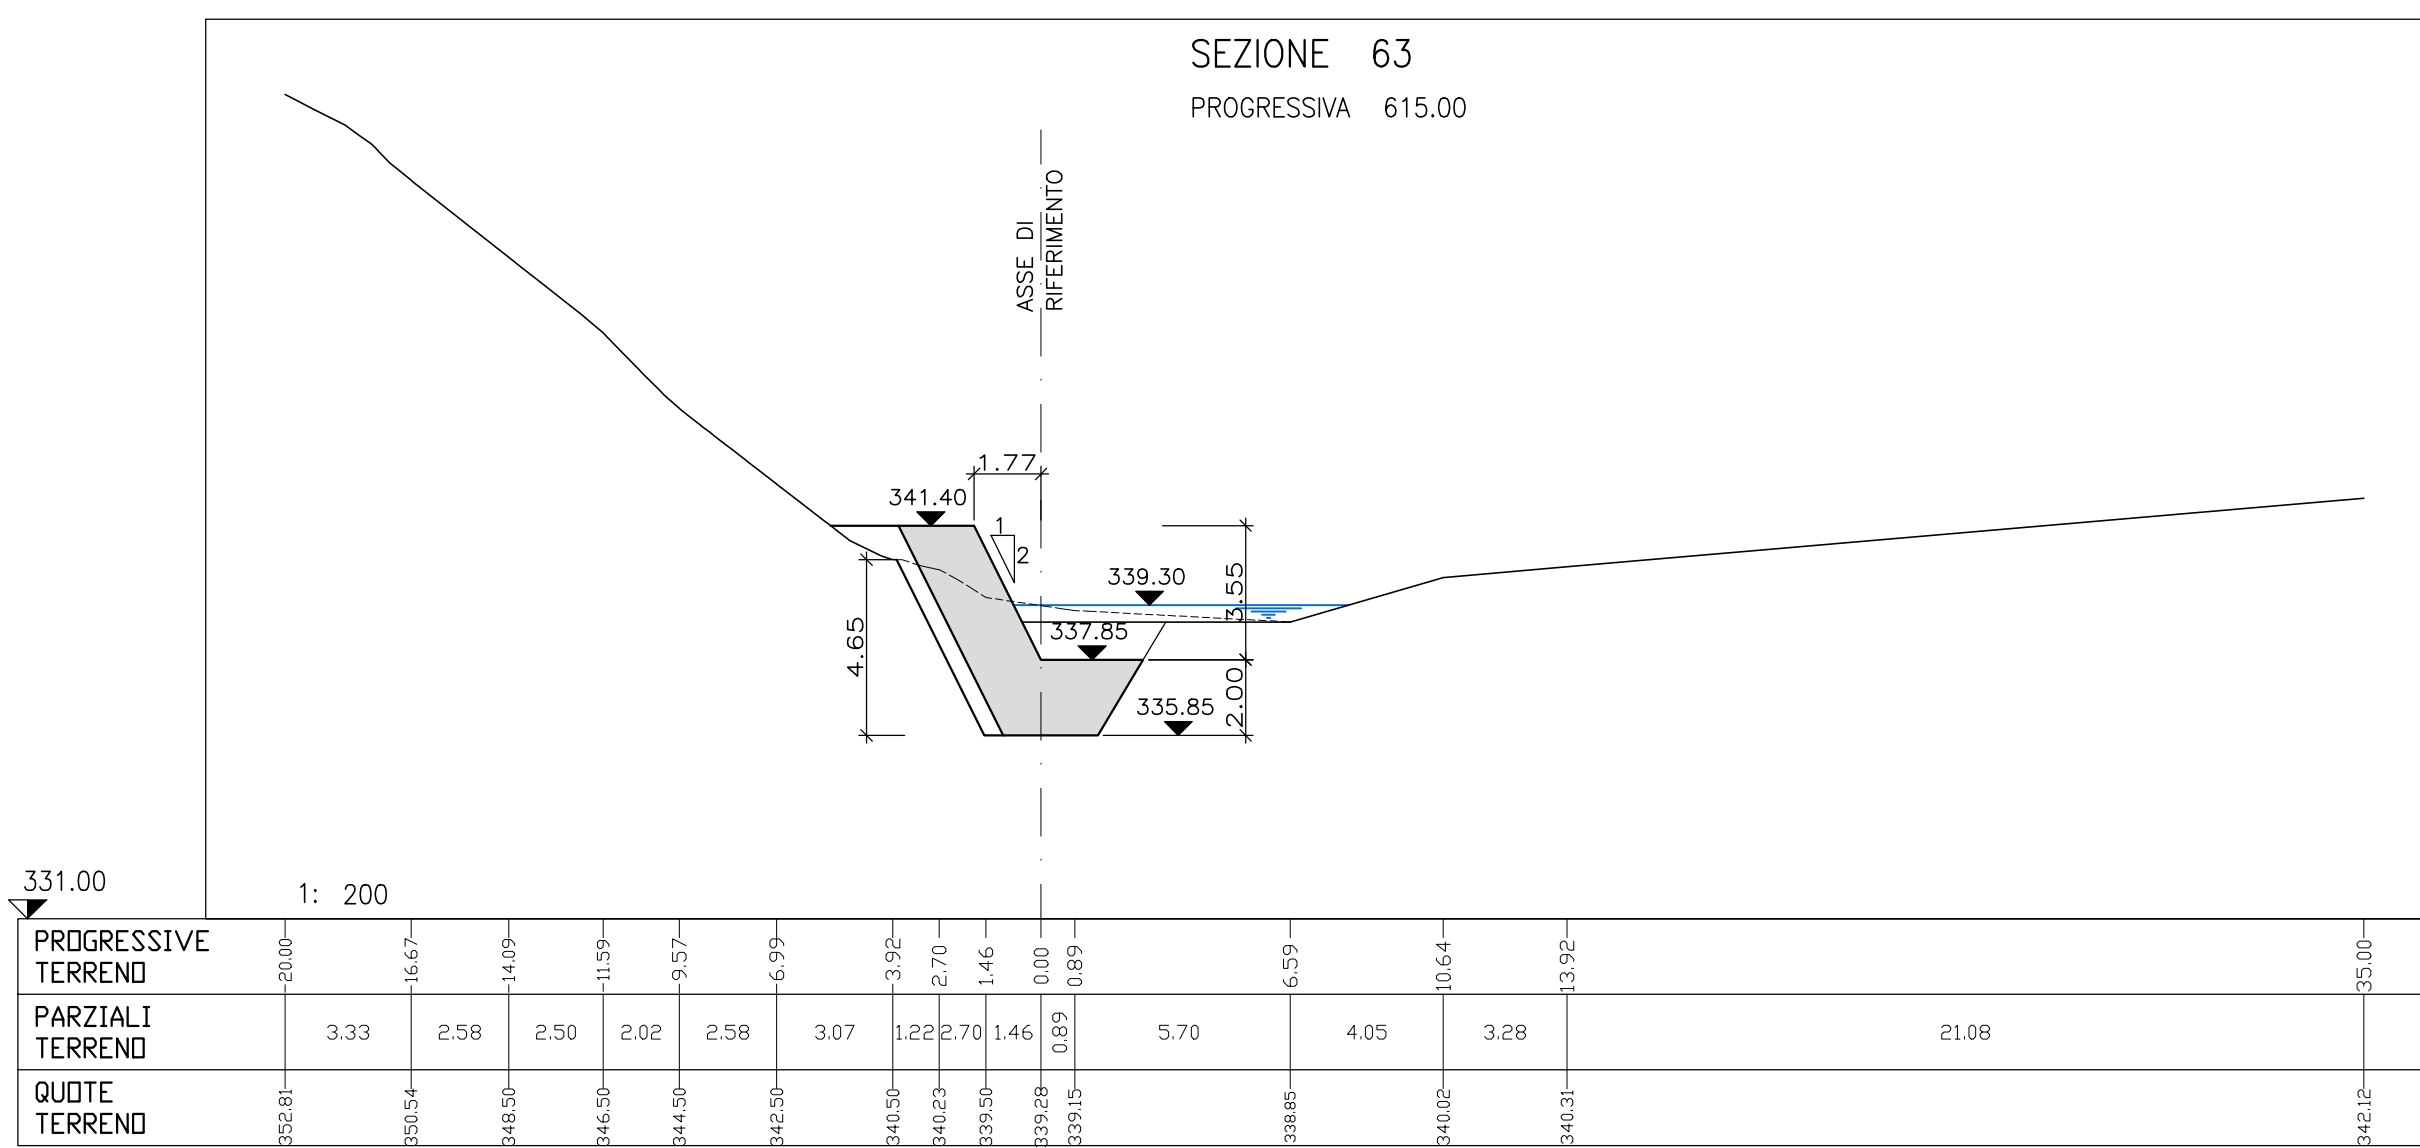 SEZIONE 63
PROGRESSIVA 615.00
ASSE DI
RIFERIMENTO
1.77
341.40
1
2
339.30
3.55
337.85
4.65
335.85
2.00
331.00
1: 200
PROGRESSIVE
TERRENO
-20.00 -16.67 -14.09 -11.59 -9.57 -6.99 -3.92 -2.70 -1.46 0.00 0.89 6.59 10.64 13.92 35.00
PARZIALI
TERRENO
3.33 2.58 2.50 2.02 2.58 3.07 1.22 2.70 1.46 0.89 5.70 4.05 3.28 21.08
QUOTE
TERRENO
352.81 350.54 348.50 346.50 344.50 342.50 340.50 340.23 339.50 339.28 339.15 338.85 340.02 340.31 342.12